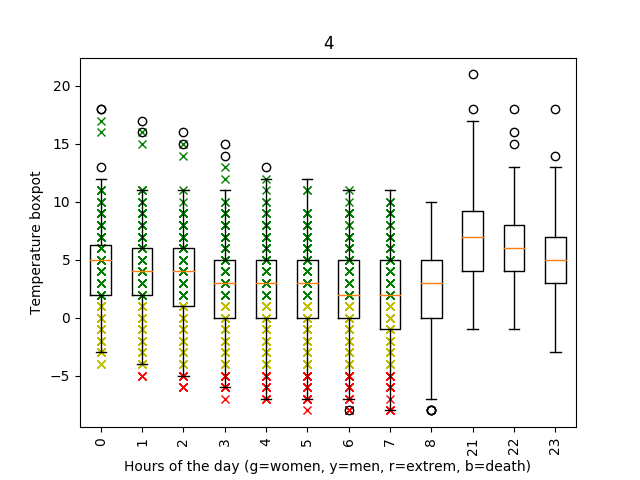 4
20
15
10
5
0
−5
Temperature boxpot
0 1 2 3 4 5 6 7 8 21 22 23
Hours of the day (g=women, y=men, r=extrem, b=death)